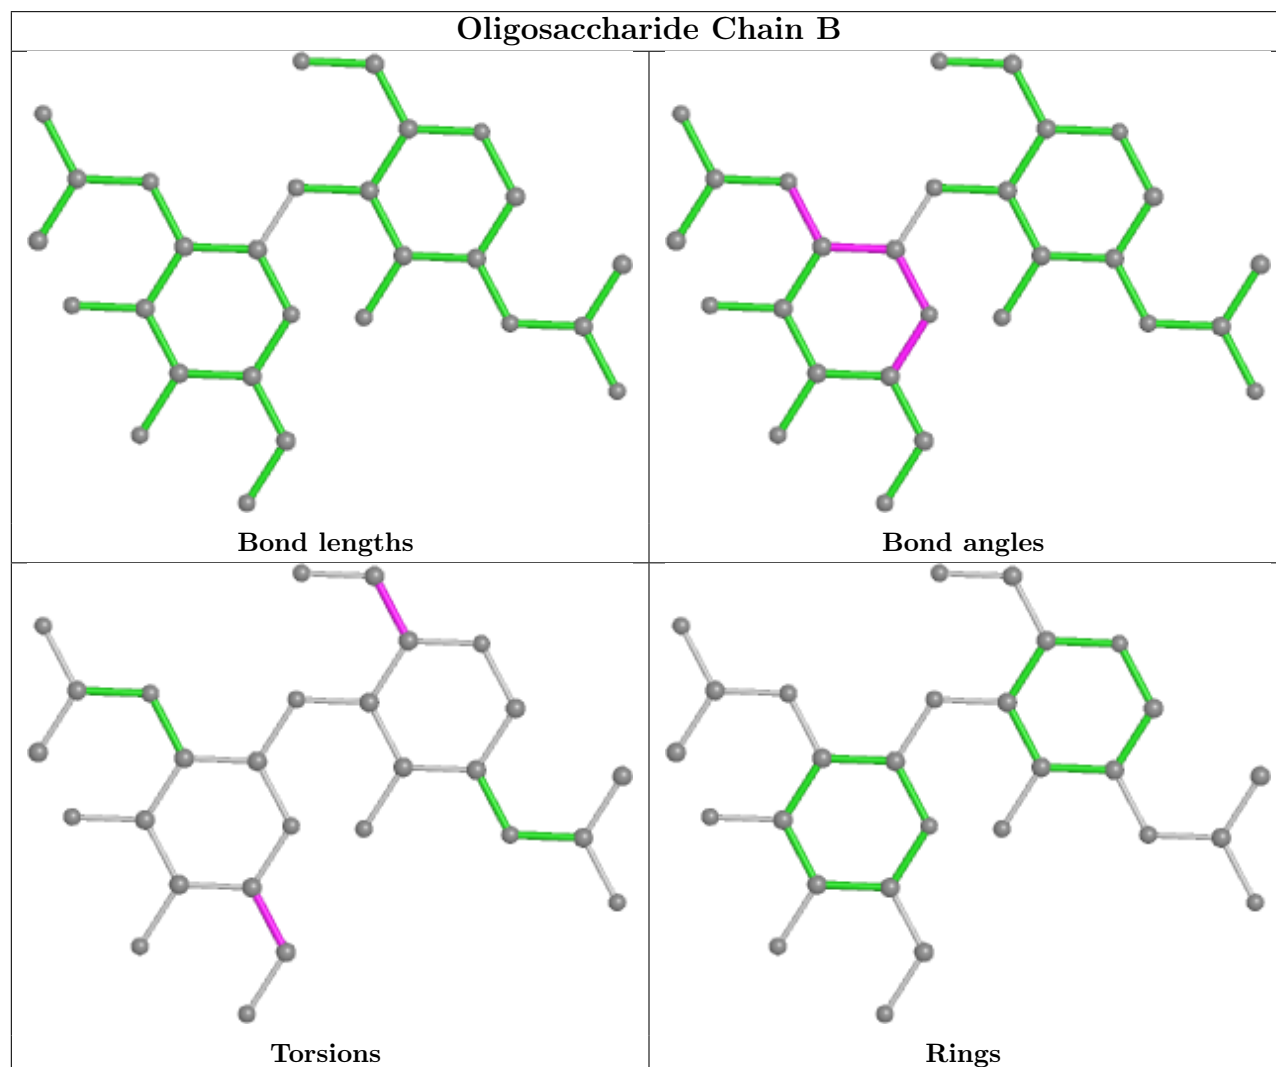 Oligosaccharide Chain B
Bond lengths
Bond angles
Torsions
Rings